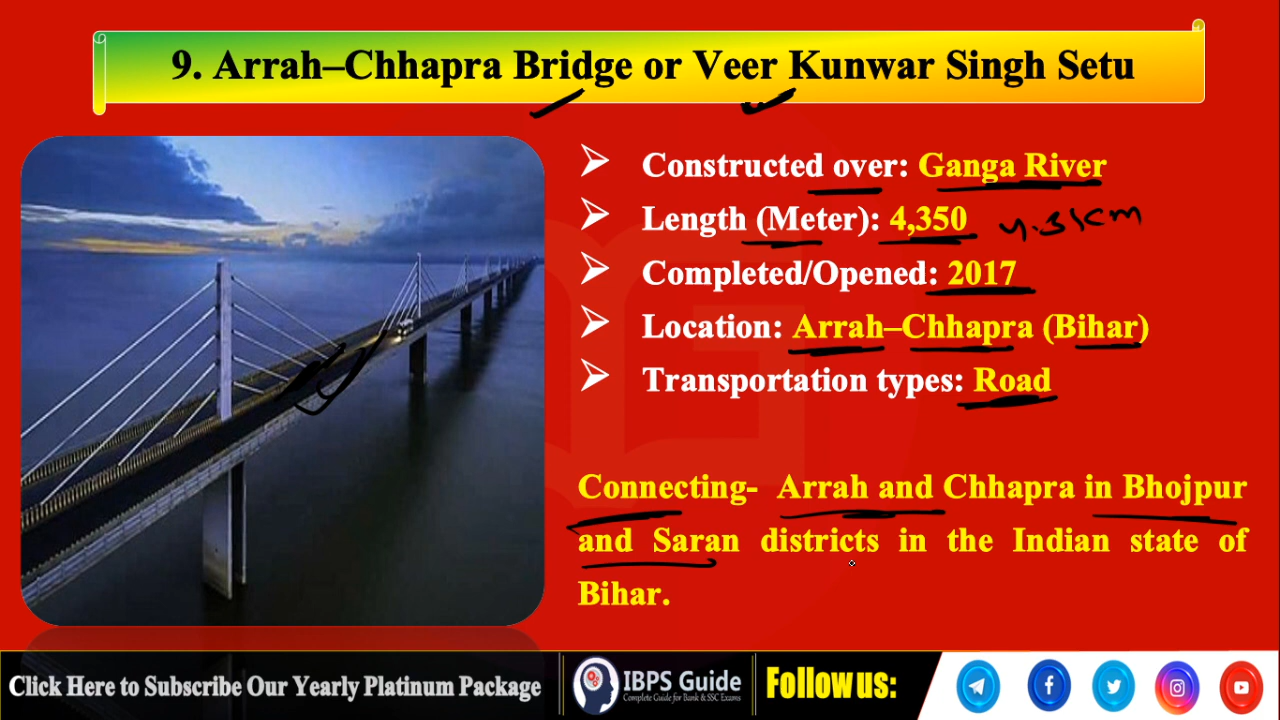 9. Arrah–Chhapra Bridge or Veer Kunwar Singh Setu
Constructed over: Ganga River
Length (Meter): 4,350 4.31cm
Completed/Opened: 2017
Location: Arrah–Chhapra (Bihar)
Transportation types: Road
Connecting- Arrah and Chhapra in Bhojpur
and Saran districts in the Indian state of
Bihar.
Click Here to Subscribe Our Yearly Platinum Package
IBPS Guide
Complete Guide for Bank & SSC Exams
Follow us: